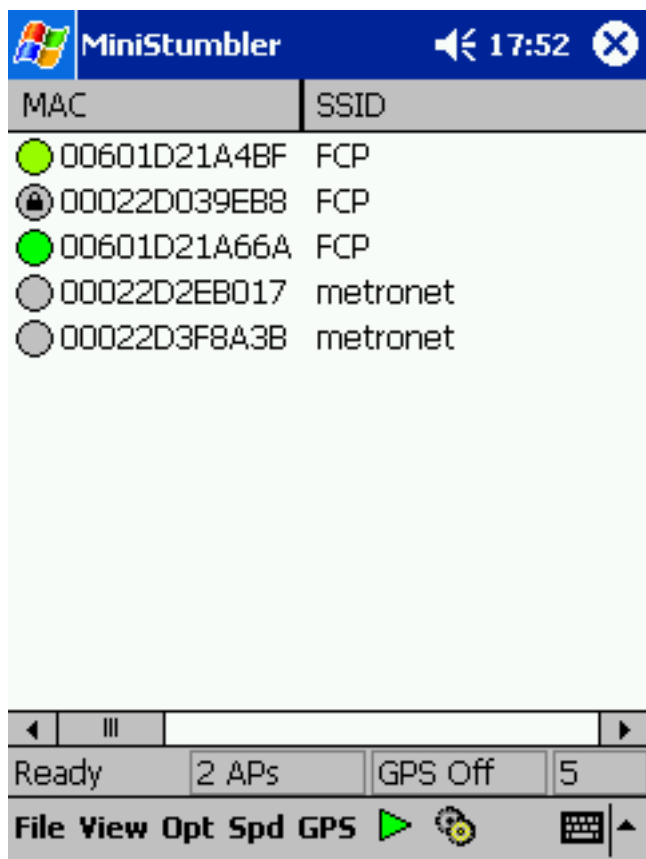 MiniStumbler 17:52
MAC SSID
00601D21A4BF FCP
00022D039EB8 FCP
00601D21A66A FCP
00022D2EB017 metronet
00022D3F8A3B metronet
Ready 2 APs GPS Off 5
File View Opt Spd GPS